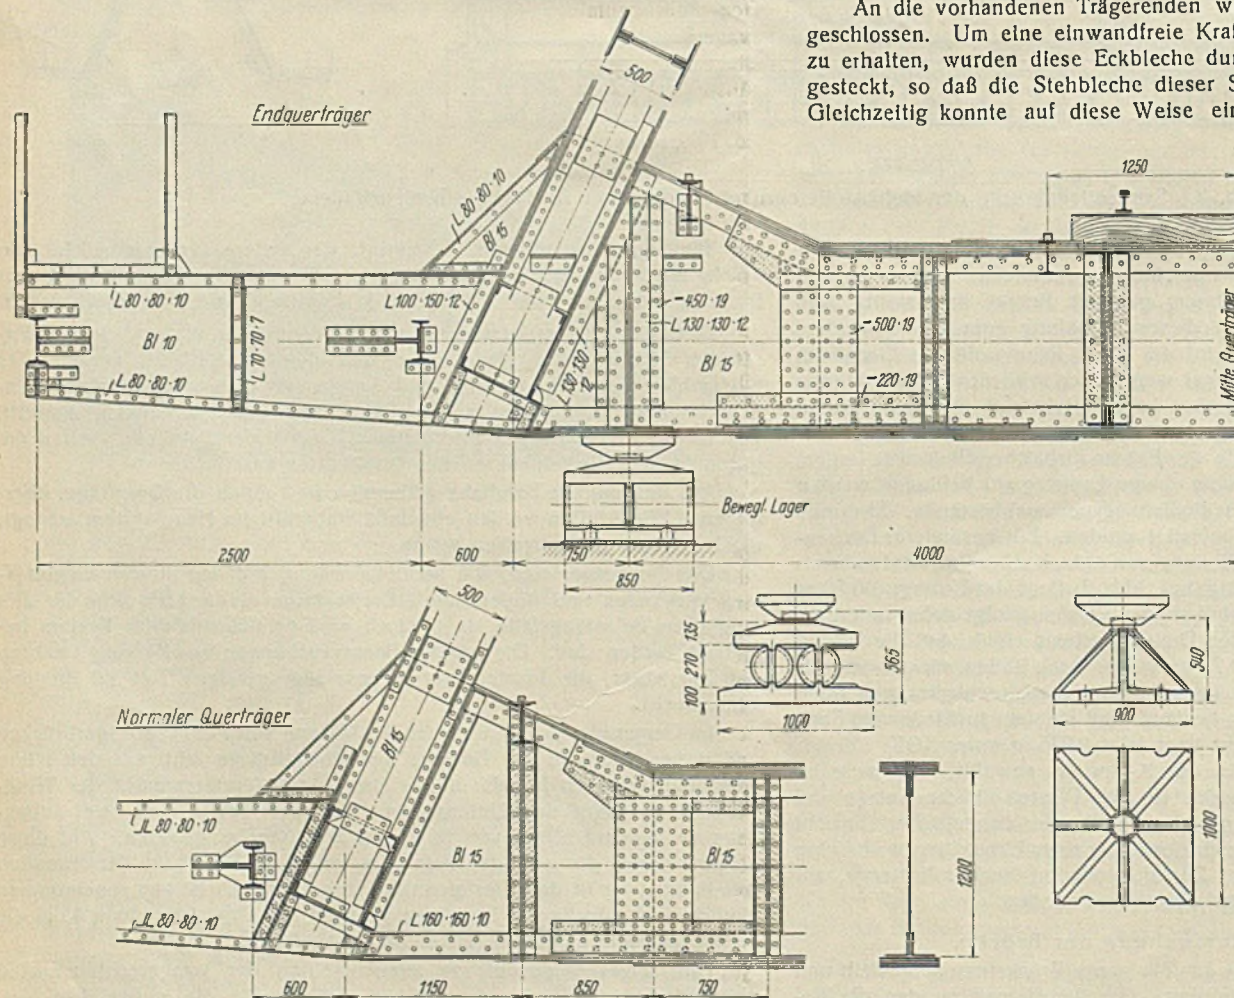 An die vorhandenen Trägerenden
geschlossen. Um eine einwandfreie
zu erhalten, wurden diese Eckbleche
gesteckt, so daß die Stehbleche dieser
Gleichzeitig konnte auf diese Weise
500
Endquerträger
1250
L 80·80·10
Bl 15
L 80·80·10
L 100·150·12
450·19
L 130·130·12
500·19
Bl 10
L 70·70·7
L 130·130·12
Bl 15
220·19
L 80·80·10
Mitte Querträger
Bewegl. Lager
2500
600
750
4000
850
500
135
270
100
565
1000
540
900
Normaler Querträger
Bl 15
JL 80·80·10
Bl 15
Bl 15
JL 80·80·10
L 160·160·10
1200
1000
600
1150
850
750